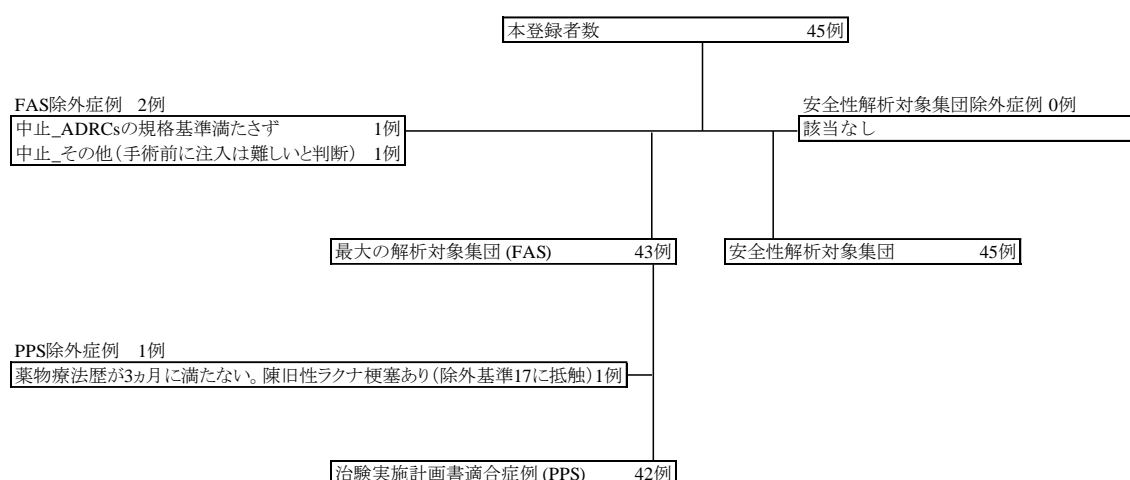 本登録者数 45例
FAS除外症例 2例
中止_ADRCsの規格基準満たさず 1例
中止_その他(手術前に注入は難しいと判断) 1例
安全性解析対象集団除外症例 0例
該当なし
最大の解析対象集団 (FAS) 43例
安全性解析対象集団 45例
PPS除外症例 1例
薬物療法歴が3ヵ月に満たない。陳旧性ラクナ梗塞あり(除外基準17に抵触) 1例
治験実施計画書適合症例 (PPS) 42例